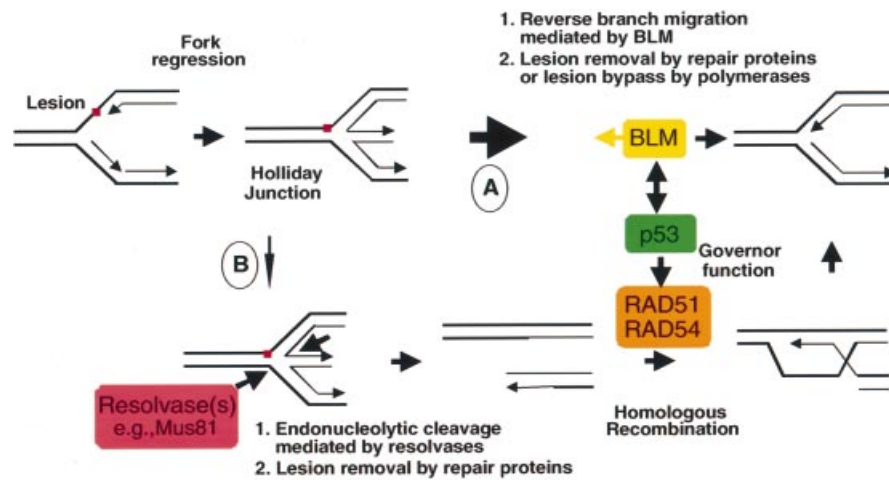 Fork
regression
1. Reverse branch migration
mediated by BLM
2. Lesion removal by repair proteins
or lesion bypass by polymerases
Lesion
BLM
Holliday
Junction
A
p53
Governor
function
B
RAD51
RAD54
Resolvase(s)
e.g.,Mus81
1. Endonucleolytic cleavage
mediated by resolvases
2. Lesion removal by repair proteins
Homologous
Recombination